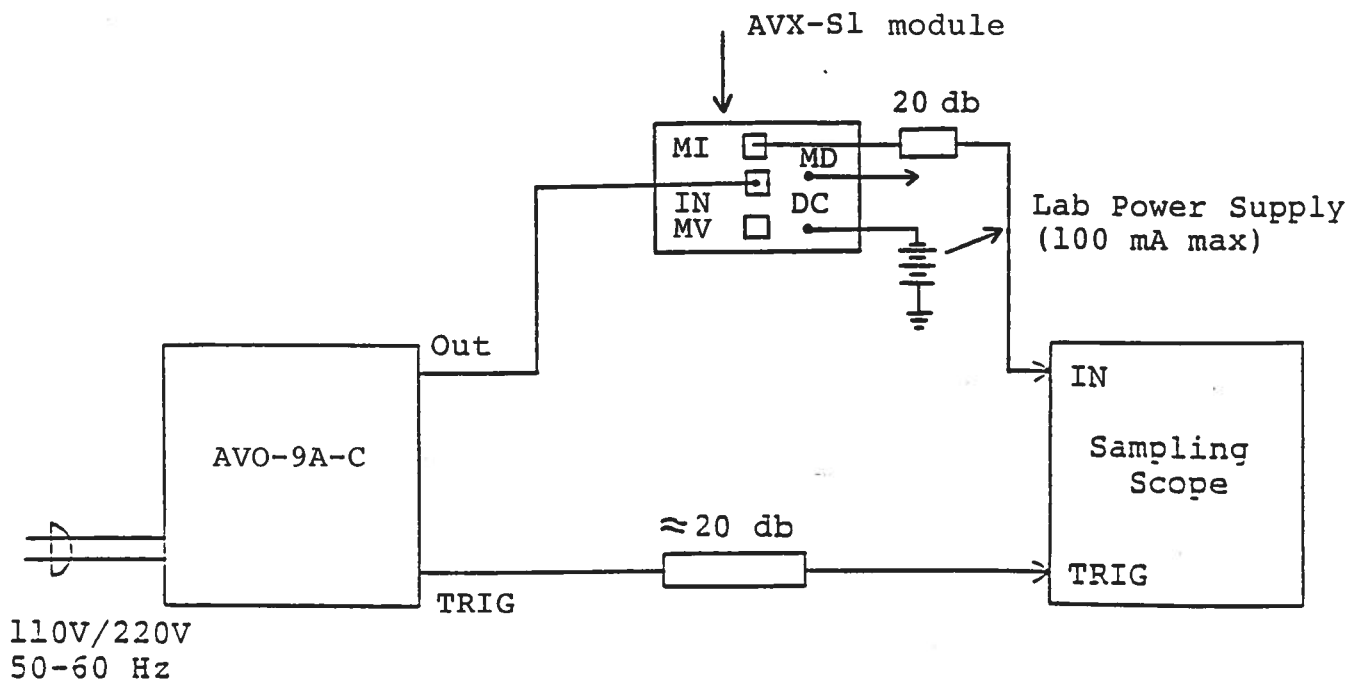 AVX-S1 module
20 db
MI
MD
IN
DC
MV
Lab Power Supply
(100 mA max)
Out
IN
AVO-9A-C
Sampling
Scope
≈20 db
TRIG
TRIG
110V/220V
50-60 Hz